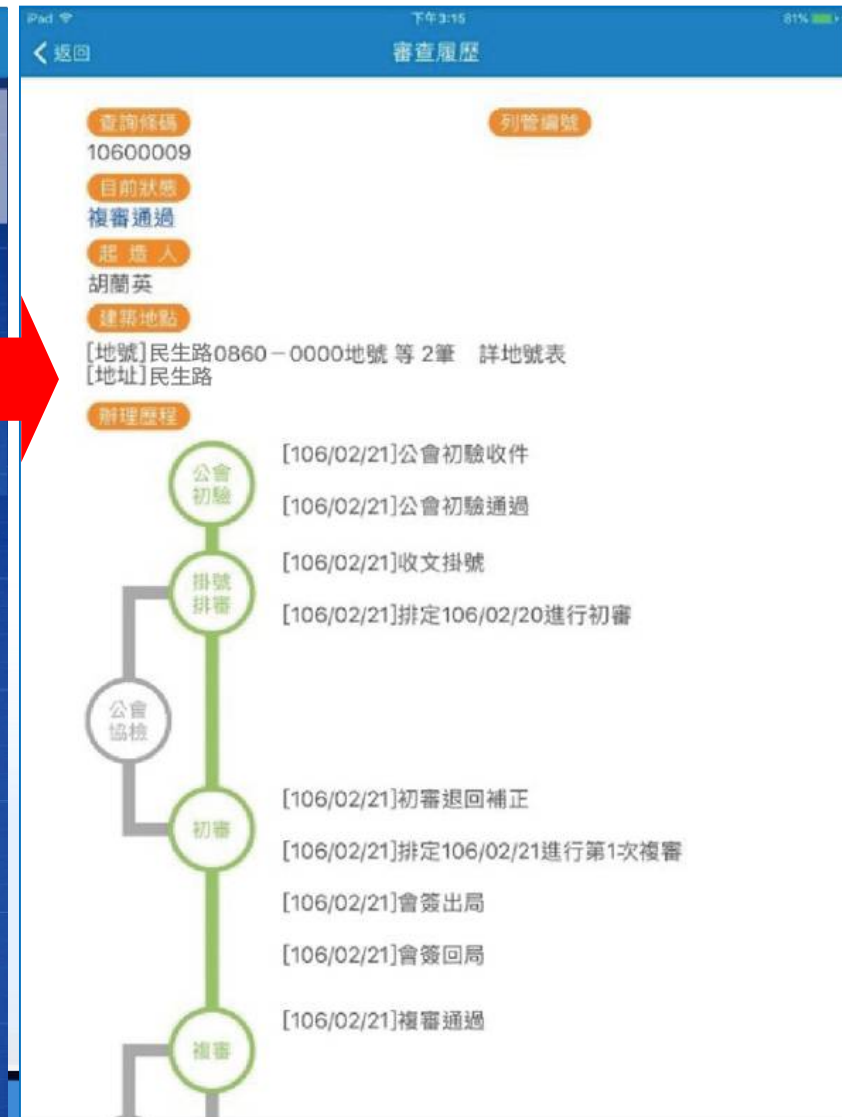 iPad
下午3:15
81%
返回
審查履歷
查詢條碼
列管編號
10600009
目前狀態
複審通過
起造人
胡蘭英
建築地點
[地號]民生路0860－0000地號 等 2筆 詳地號表
[地址]民生路
辦理歷程
公會
初驗
[106/02/21]公會初驗收件
[106/02/21]公會初驗通過
掛號
排審
[106/02/21]收文掛號
[106/02/21]排定106/02/20進行初審
公會
協檢
初審
[106/02/21]初審退回補正
[106/02/21]排定106/02/21進行第1次複審
[106/02/21]會簽出局
[106/02/21]會簽回局
複審
[106/02/21]複審通過